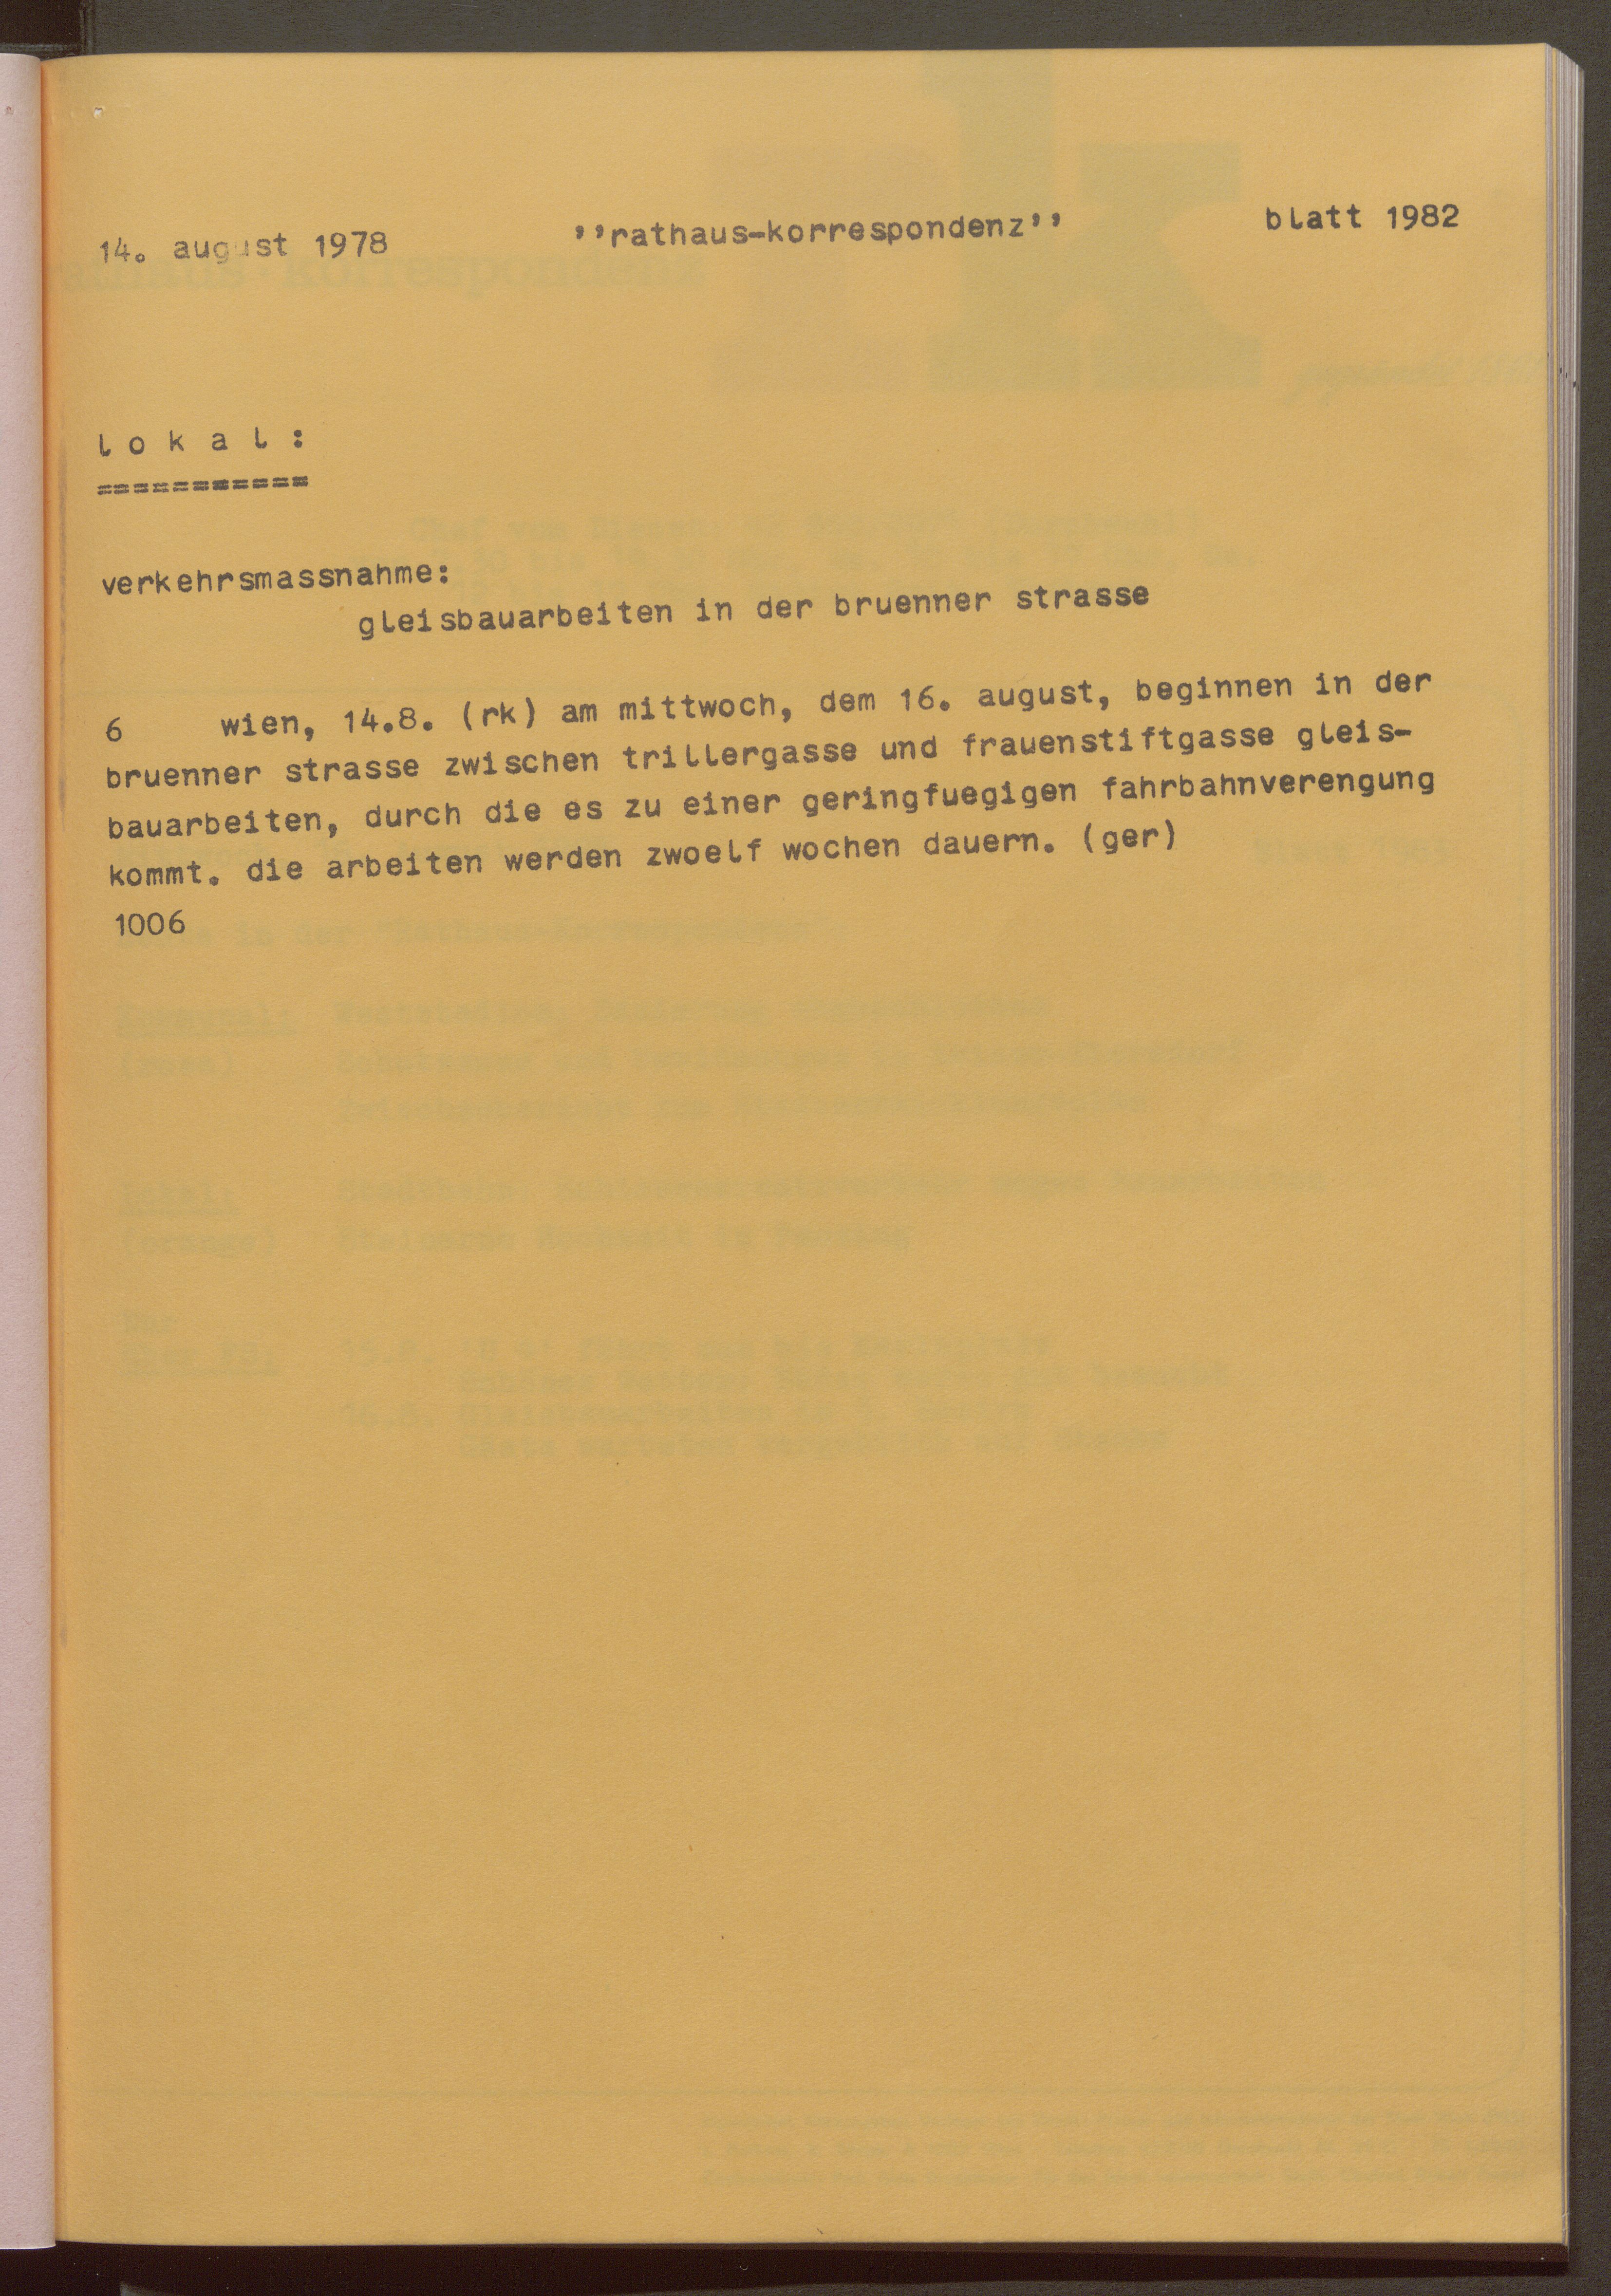 14. august 1978 ’’rathaus-korrespondenz’’ blatt 1982
l o k a l :
===========
verkehrsmassnahme:
gleisbauarbeiten in der bruenner strasse
6 wien, 14.8. (rk) am mittwoch, dem 16. august, beginnen in der
bruenner strasse zwischen trillergasse und frauenstiftgasse gleis-
bauarbeiten, durch die es zu einer geringfuegigen fahrbahnverengung
kommt. die arbeiten werden zwoelf wochen dauern. (ger)
1006